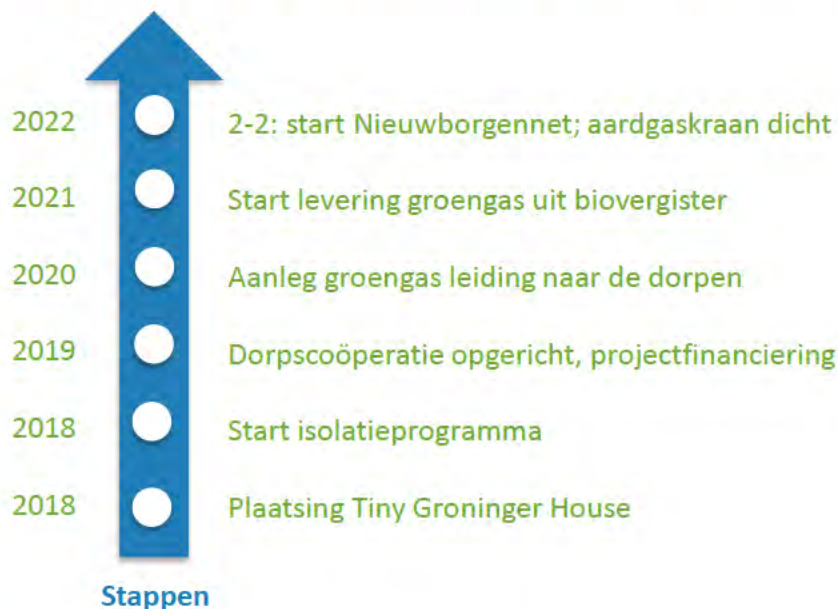 2022 2-2: start Nieuwborgennet; aardgaskraan dicht
2021 Start levering groengas uit biovergister
2020 Aanleg groengas leiding naar de dorpen
2019 Dorpscoöperatie opgericht, projectfinanciering
2018 Start isolatieprogramma
2018 Plaatsing Tiny Groninger House
Stappen